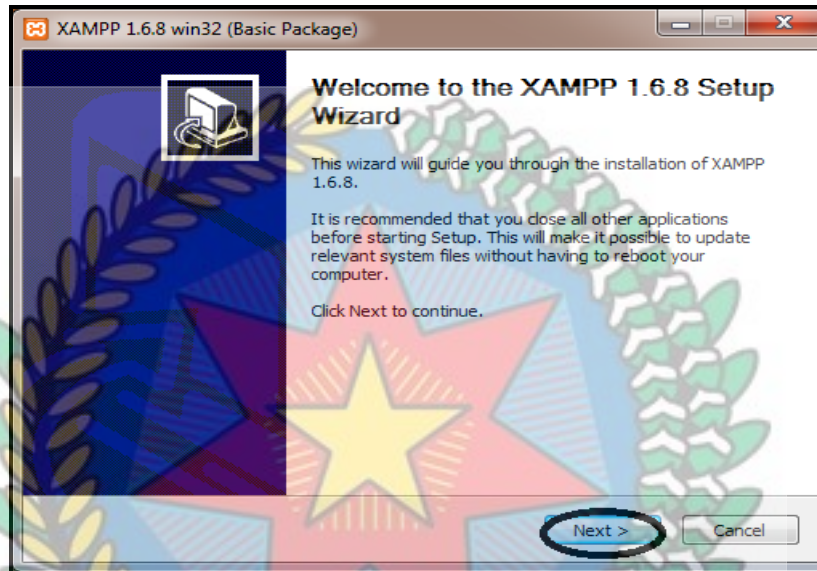 XAMPP 1.6.8 win32 (Basic Package)
Welcome to the XAMPP 1.6.8 Setup
Wizard
This wizard will guide you through the installation of XAMPP
1.6.8.
It is recommended that you close all other applications
before starting Setup. This will make it possible to update
relevant system files without having to reboot your
computer.
Click Next to continue.
Next >
Cancel